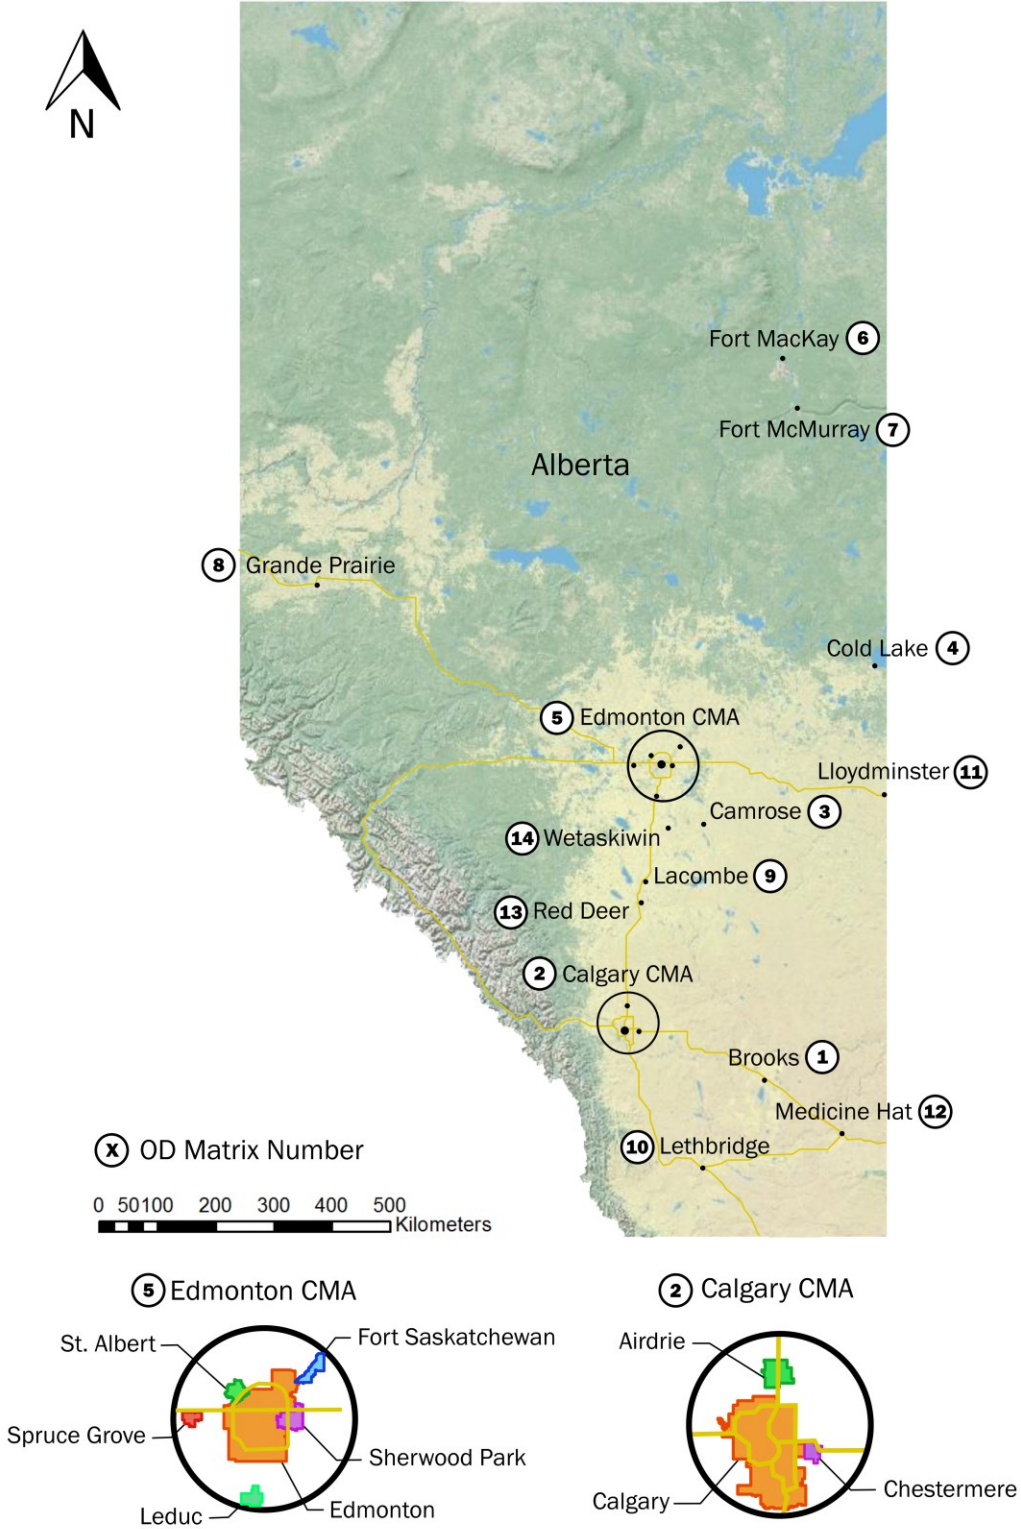 N
Fort MacKay 6
Fort McMurray 7
Alberta
8 Grande Prairie
Cold Lake 4
5 Edmonton CMA
Lloydminster 11
Camrose 3
14 Wetaskiwin
Lacombe 9
13 Red Deer
2 Calgary CMA
Brooks 1
Medicine Hat 12
10 Lethbridge
X OD Matrix Number
0 50 100 200 300 400 500
Kilometers
5 Edmonton CMA
St. Albert
Fort Saskatchewan
Spruce Grove
Sherwood Park
Leduc
Edmonton
2 Calgary CMA
Airdrie
Calgary
Chestermere